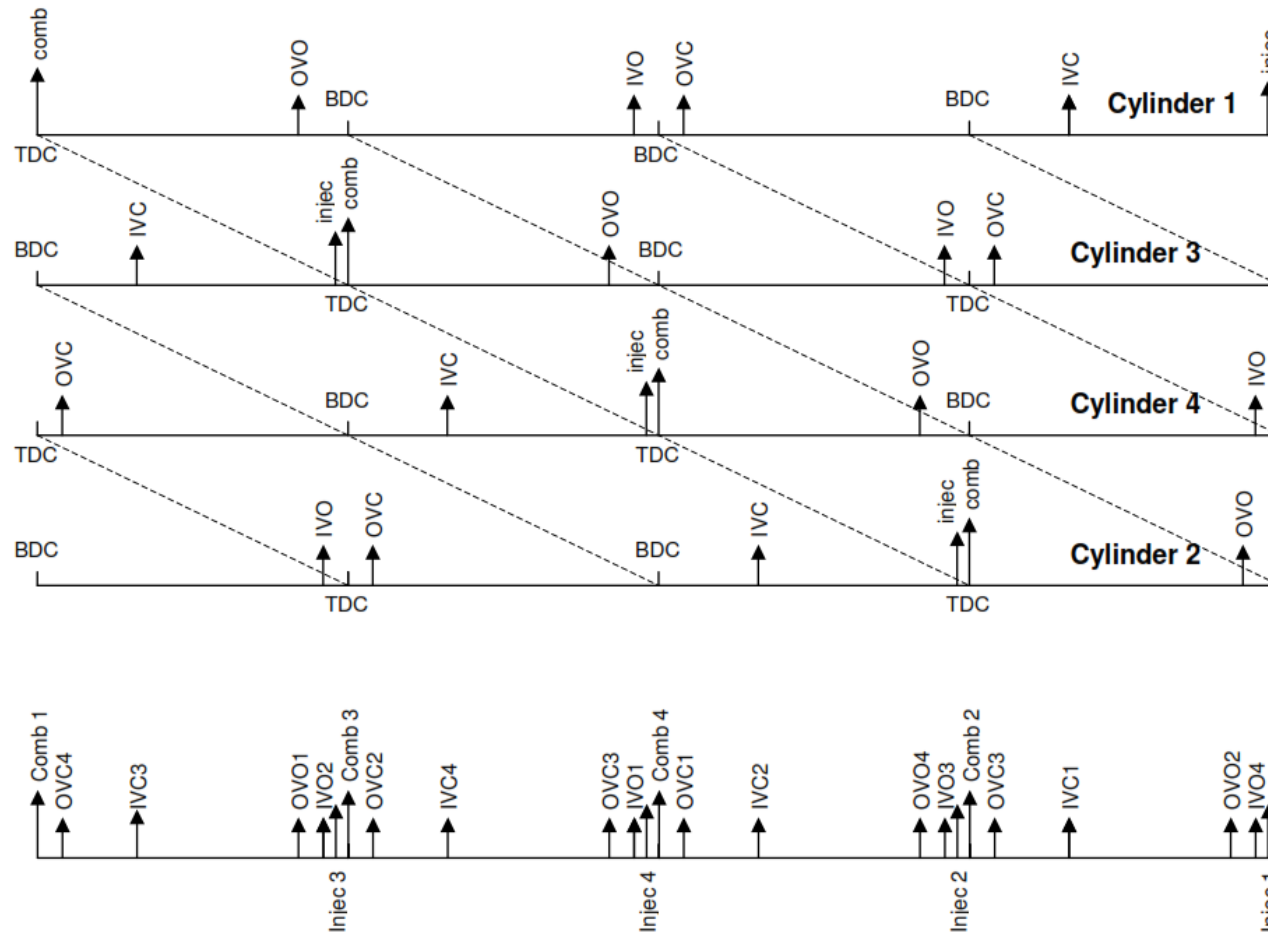 comb
OVO
BDC
IVO
OVC
BDC
IVC
Cylinder 1
TDC
BDC
BDC
IVC
injec
comb
OVO
BDC
IVO
OVC
Cylinder 3
TDC
TDC
OVC
BDC
IVC
injec
comb
OVO
BDC
Cylinder 4
IVO
TDC
TDC
BDC
IVO
OVC
BDC
IVC
injec
comb
Cylinder 2
OVO
TDC
TDC
Comb 1
OVC4
IVC3
OVO1
IVO2
Comb 3
OVC2
IVC4
OVC3
IVO1
Comb 4
OVC1
IVC2
OVO4
IVO3
Comb 2
OVC3
IVC1
OVO2
IVO4
Injec 3
Injec 4
Injec 2